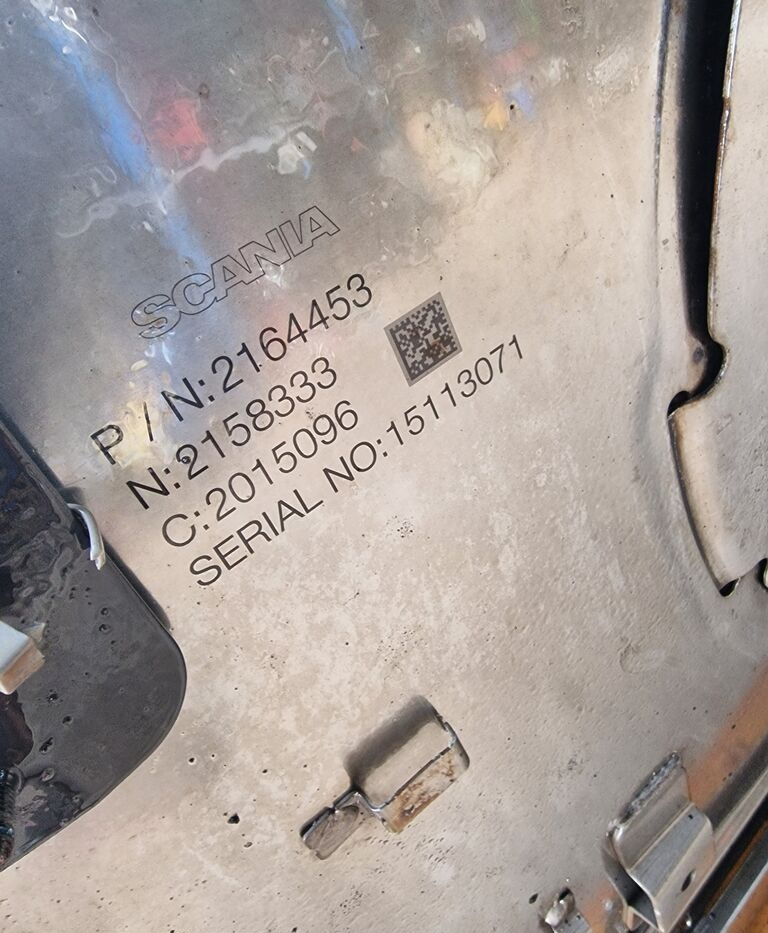 SCANIA
P / N:2164453
N:2158333
C:2015096
SERIAL NO:15113071